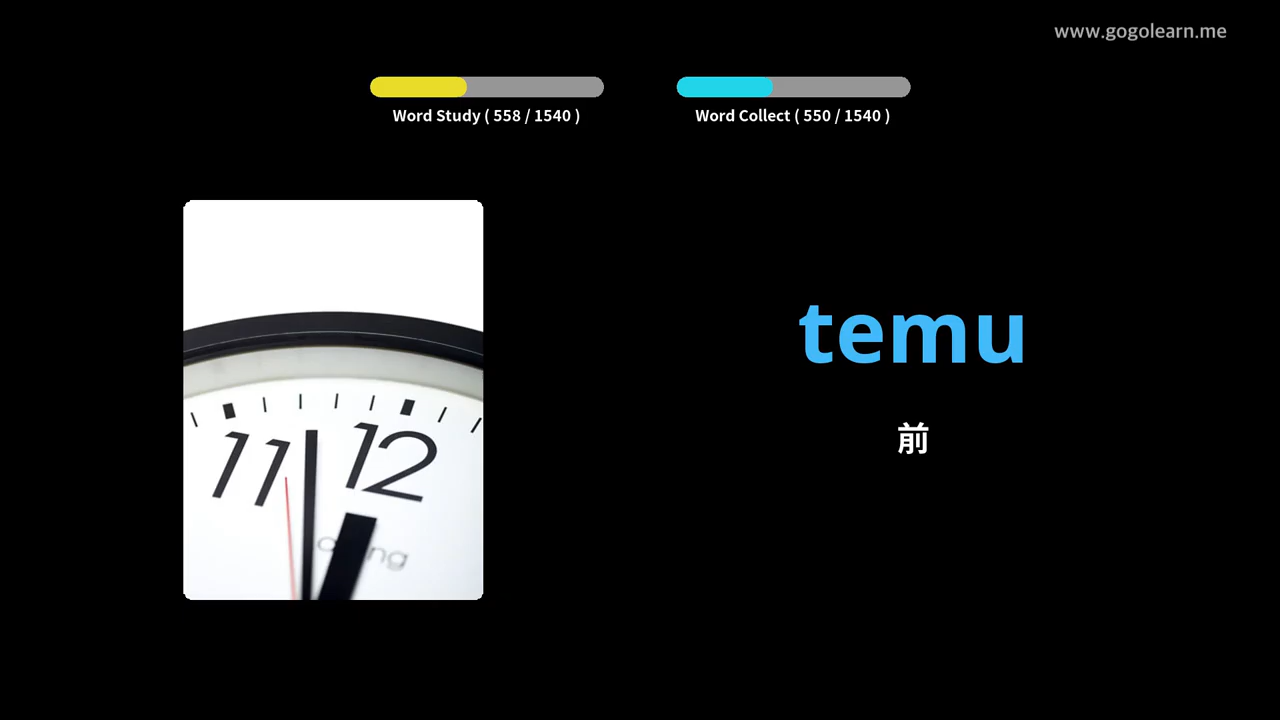 www.gogolearn.me
Word Study ( 558 / 1540 )
Word Collect ( 550 / 1540 )
11
12
temu
前